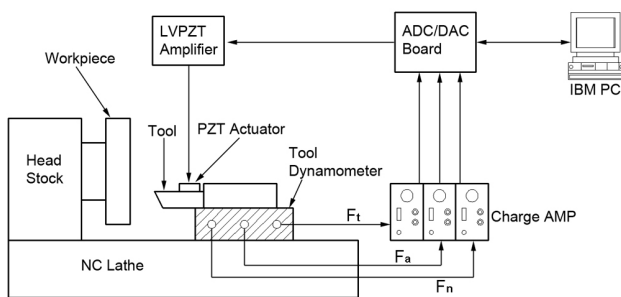 LVPZT
Amplifier
ADC/DAC
Board
IBM PC
Workpiece
Tool
PZT Actuator
Tool
Dynamometer
Head
Stock
Ft
Charge AMP
Fa
NC Lathe
Fn